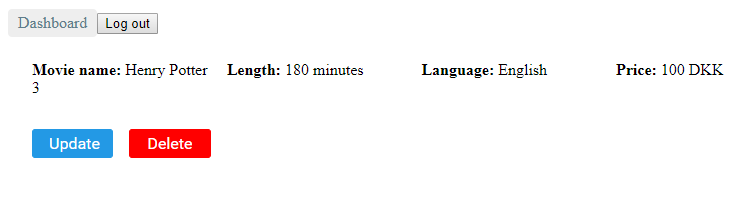 Dashboard Log out
Movie name: Henry Potter Length: 180 minutes Language: English Price: 100 DKK
3
Update Delete